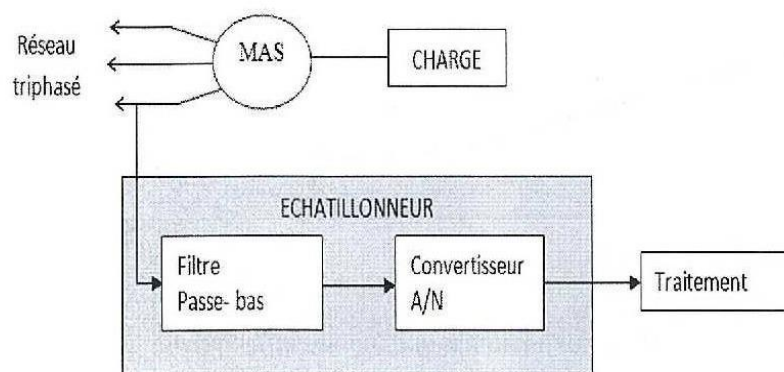 Réseau
triphasé
MAS
CHARGE
ECHATILLONNEUR
Filtre
Passe- bas
Convertisseur
A/N
Traitement